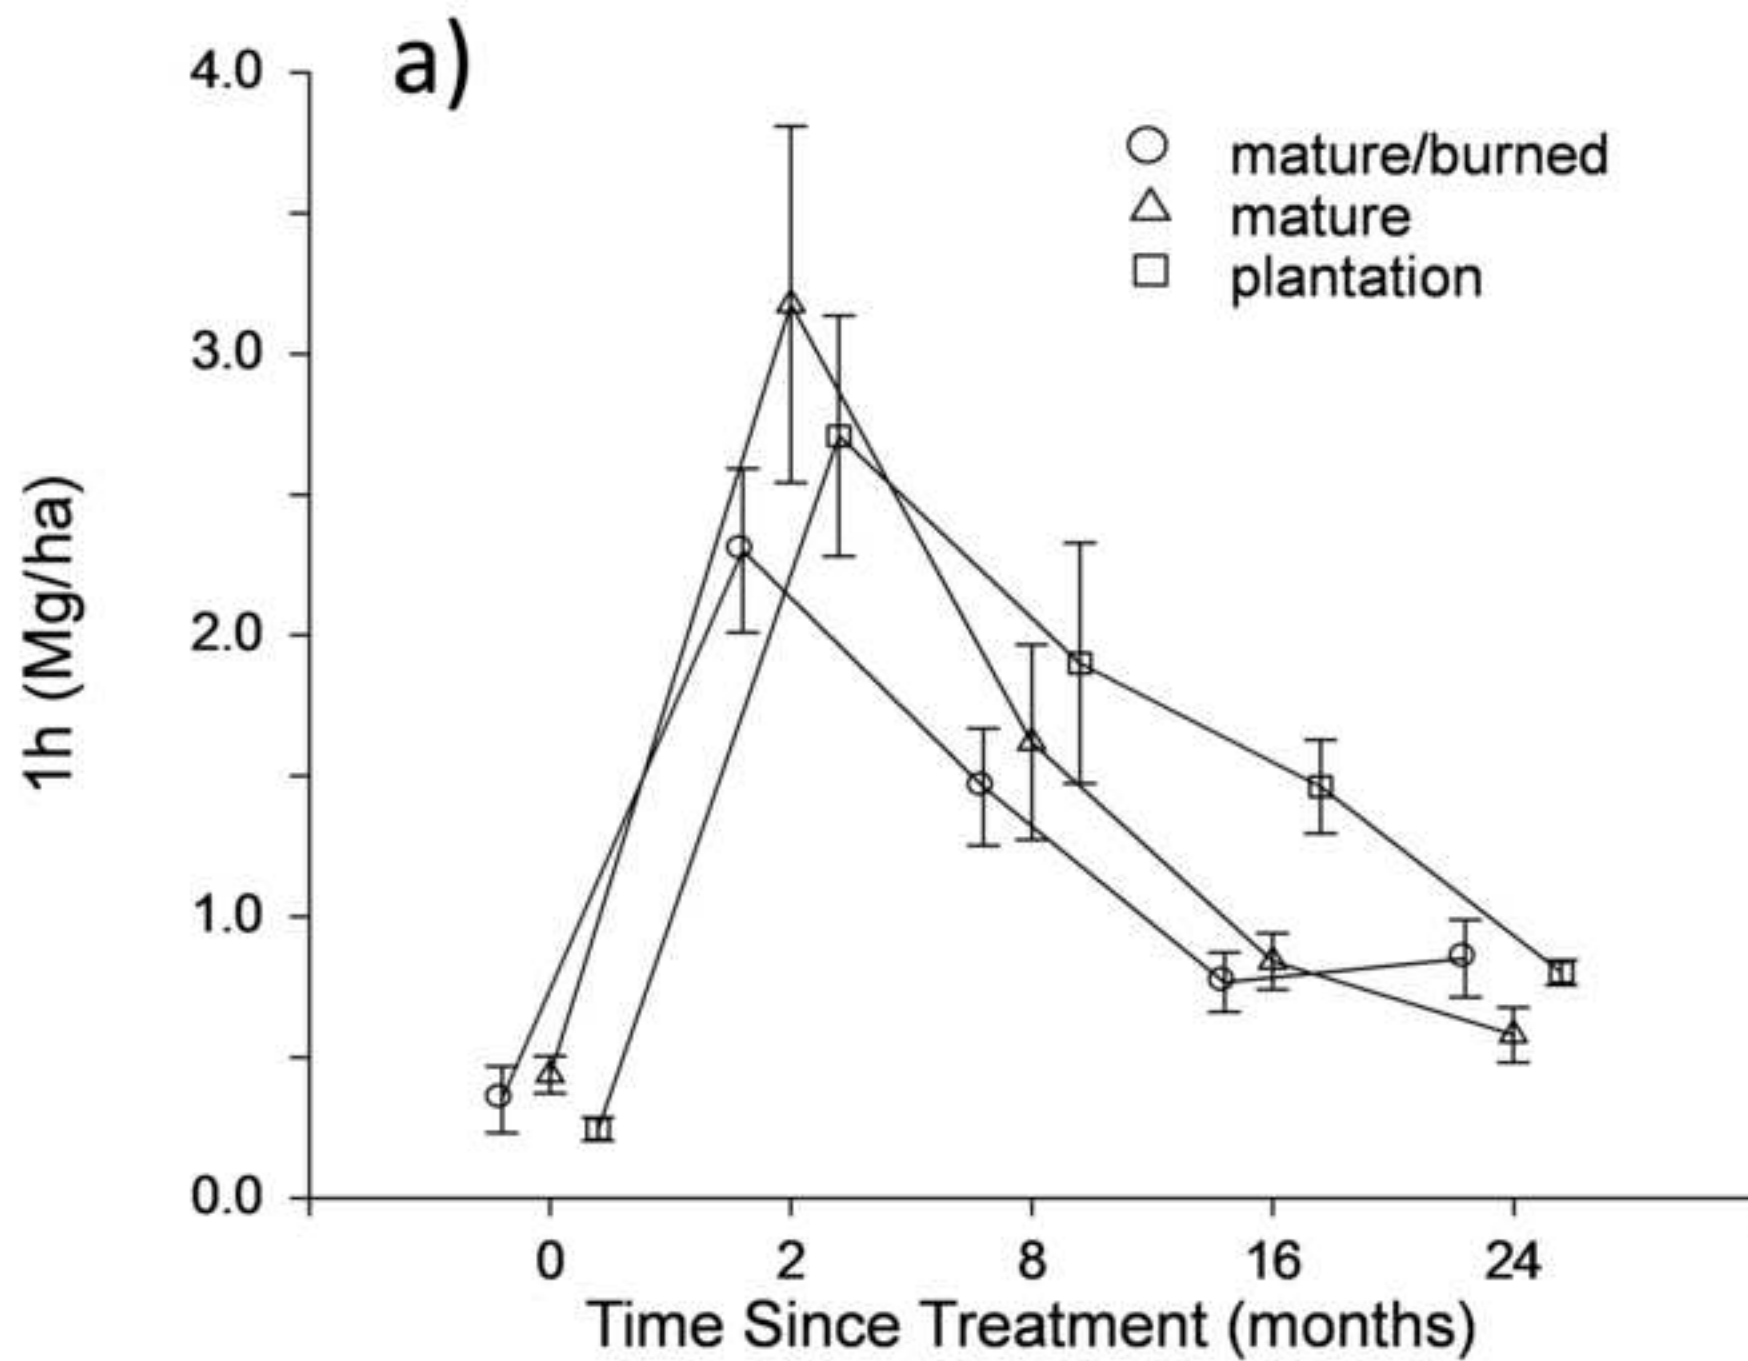 a)
4.0
3.0
2.0
1.0
0.0
1h (Mg/ha)
mature/burned
mature
plantation
0 2 8 16 24
Time Since Treatment (months)